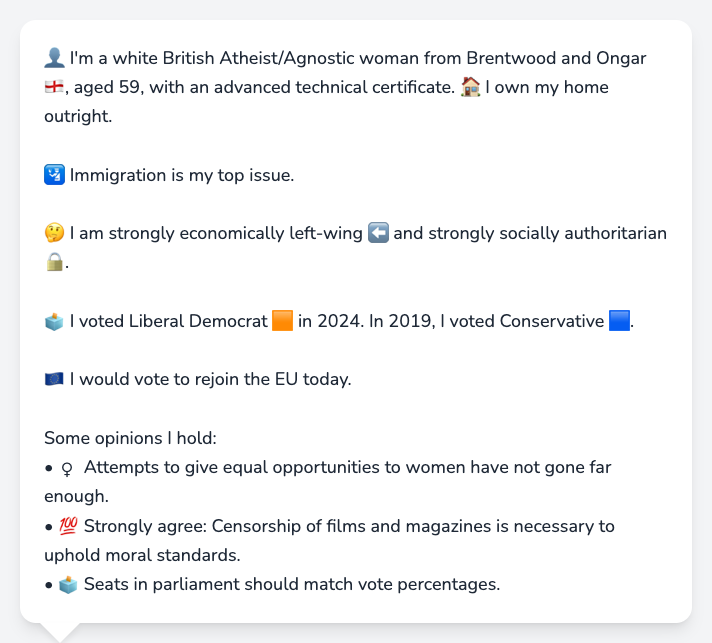 👤 I'm a white British Atheist/Agnostic woman from Brentwood and Ongar
🏴󠁧󠁢󠁥󠁮󠁧󠁿, aged 59, with an advanced technical certificate. 🏠 I own my home
outright.
🛂 Immigration is my top issue.
🤔 I am strongly economically left-wing ⬅️ and strongly socially authoritarian
🔒.
🗳️ I voted Liberal Democrat 🟧 in 2024. In 2019, I voted Conservative 🟦.
🇪🇺 I would vote to rejoin the EU today.
Some opinions I hold:
• ♀ Attempts to give equal opportunities to women have not gone far
enough.
• 💯 Strongly agree: Censorship of films and magazines is necessary to
uphold moral standards.
• 🗳️ Seats in parliament should match vote percentages.